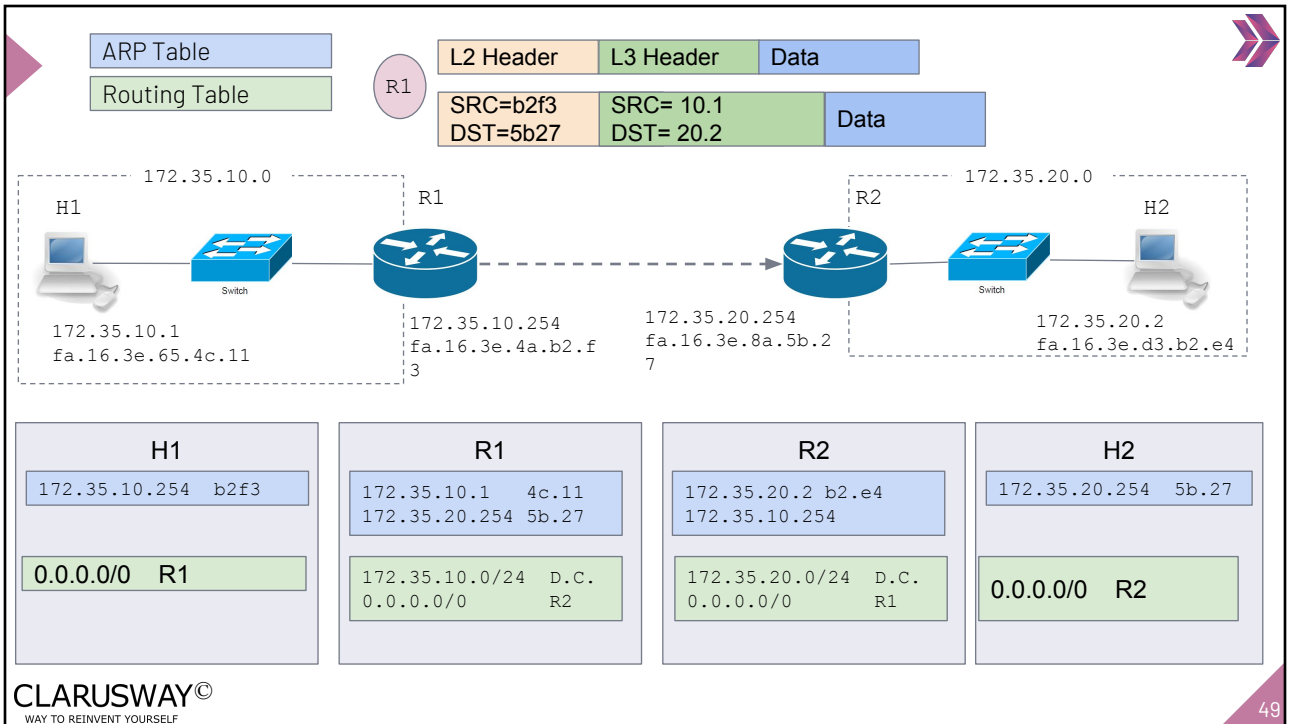 ARP Table
Routing Table
R1
L2 Header L3 Header Data
SRC=b2f3 SRC= 10.1
DST=5b27 DST= 20.2
Data
172.35.10.0
172.35.20.0
H1
R1
R2
H2
Switch
Switch
172.35.10.1
fa.16.3e.65.4c.11
172.35.10.254
fa.16.3e.4a.b2.f
3
172.35.20.254
fa.16.3e.8a.5b.2
7
172.35.20.2
fa.16.3e.d3.b2.e4
H1
172.35.10.254 b2f3
0.0.0.0/0 R1
R1
172.35.10.1 4c.11
172.35.20.254 5b.27
172.35.10.0/24 D.C.
0.0.0.0/0 R2
R2
172.35.20.2 b2.e4
172.35.10.254
172.35.20.0/24 D.C.
0.0.0.0/0 R1
H2
172.35.20.254 5b.27
0.0.0.0/0 R2
CLARUSWAY©
WAY TO REINVENT YOURSELF
49